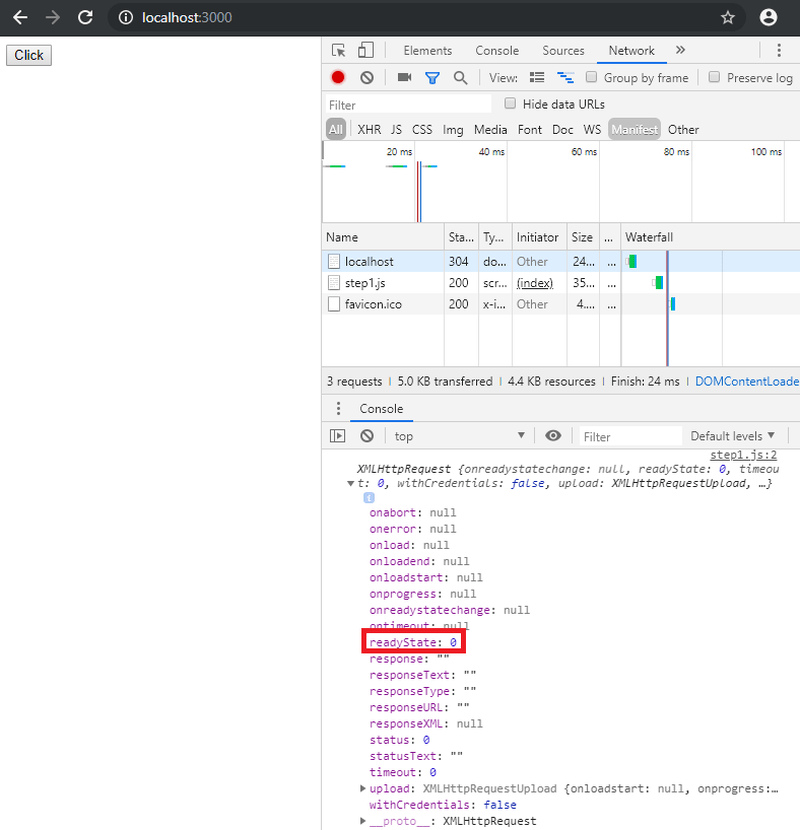 localhost:3000
Click
Elements Console Sources Network »
View: Group by frame Preserve log
Filter Hide data URLs
All XHR JS CSS Img Media Font Doc WS Manifest Other
20 ms 40 ms 60 ms 80 ms 100 ms
Name Sta... Ty... Initiator Size ... Waterfall
localhost 304 do... Other 24... ...
step1.js 200 scr... (index) 35... ...
favicon.ico 200 x-i... Other 4.... ...
3 requests | 5.0 KB transferred | 4.4 KB resources | Finish: 24 ms | DOMContentLoade
Console
top Filter Default levels ▼
step1.js:2
XMLHttpRequest {onreadystatechange: null, readyState: 0, timeou
t: 0, withCredentials: false, upload: XMLHttpRequestUpload, …}
i
onabort: null
onerror: null
onload: null
onloadend: null
onloadstart: null
onprogress: null
onreadystatechange: null
ontimeout: null
readyState: 0
response: ""
responseText: ""
responseType: ""
responseURL: ""
responseXML: null
status: 0
statusText: ""
timeout: 0
upload: XMLHttpRequestUpload {onloadstart: null, onprogress:…
withCredentials: false
__proto__: XMLHttpRequest